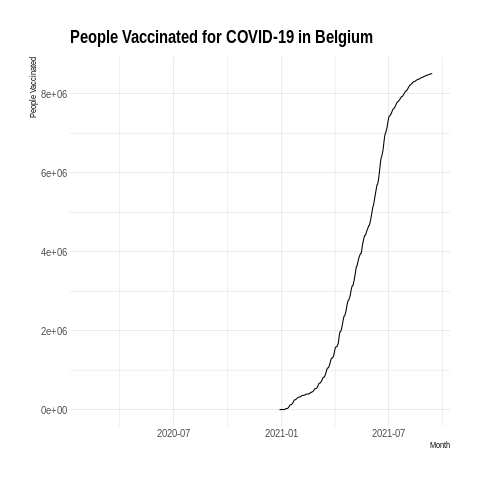 People Vaccinated for COVID-19 in Belgium
People Vaccinated
8e+06
6e+06
4e+06
2e+06
0e+00
2020-07
2021-01
2021-07
Month